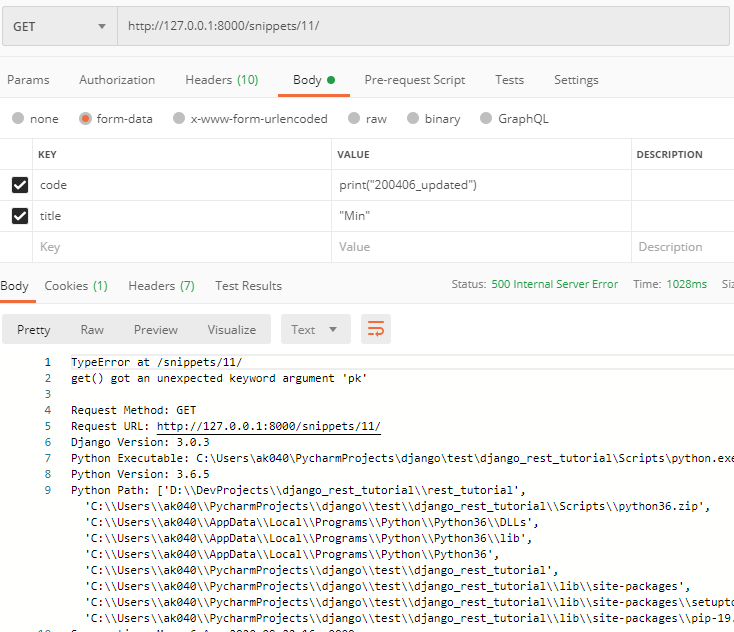 GET http://127.0.0.1:8000/snippets/11/
Params Authorization Headers (10) Body Pre-request Script Tests Settings
none form-data x-www-form-urlencoded raw binary GraphQL
KEY VALUE DESCRIPTION
code print("200406_updated")
title "Min"
Key Value Description
Body Cookies (1) Headers (7) Test Results Status: 500 Internal Server Error Time: 1028ms
Pretty Raw Preview Visualize Text
1 TypeError at /snippets/11/
2 get() got an unexpected keyword argument 'pk'
3
4 Request Method: GET
5 Request URL: http://127.0.0.1:8000/snippets/11/
6 Django Version: 3.0.3
7 Python Executable: C:\Users\ak040\PycharmProjects\django\test\django_rest_tutorial\Scripts\python.exe
8 Python Version: 3.6.5
9 Python Path: ['D:\\DevProjects\\django_rest_tutorial\\rest_tutorial',
'C:\\Users\\ak040\\PycharmProjects\\django\\test\\django_rest_tutorial\\Scripts\\python36.zip',
'C:\\Users\\ak040\\AppData\\Local\\Programs\\Python\\Python36\\DLLs',
'C:\\Users\\ak040\\AppData\\Local\\Programs\\Python\\Python36\\lib',
'C:\\Users\\ak040\\AppData\\Local\\Programs\\Python\\Python36',
'C:\\Users\\ak040\\PycharmProjects\\django\\test\\django_rest_tutorial',
'C:\\Users\\ak040\\PycharmProjects\\django\\test\\django_rest_tutorial\\lib\\site-packages',
'C:\\Users\\ak040\\PycharmProjects\\django\\test\\django_rest_tutorial\\lib\\site-packages\\setupto
'C:\\Users\\ak040\\PycharmProjects\\django\\test\\django_rest_tutorial\\lib\\site-packages\\pip-19.